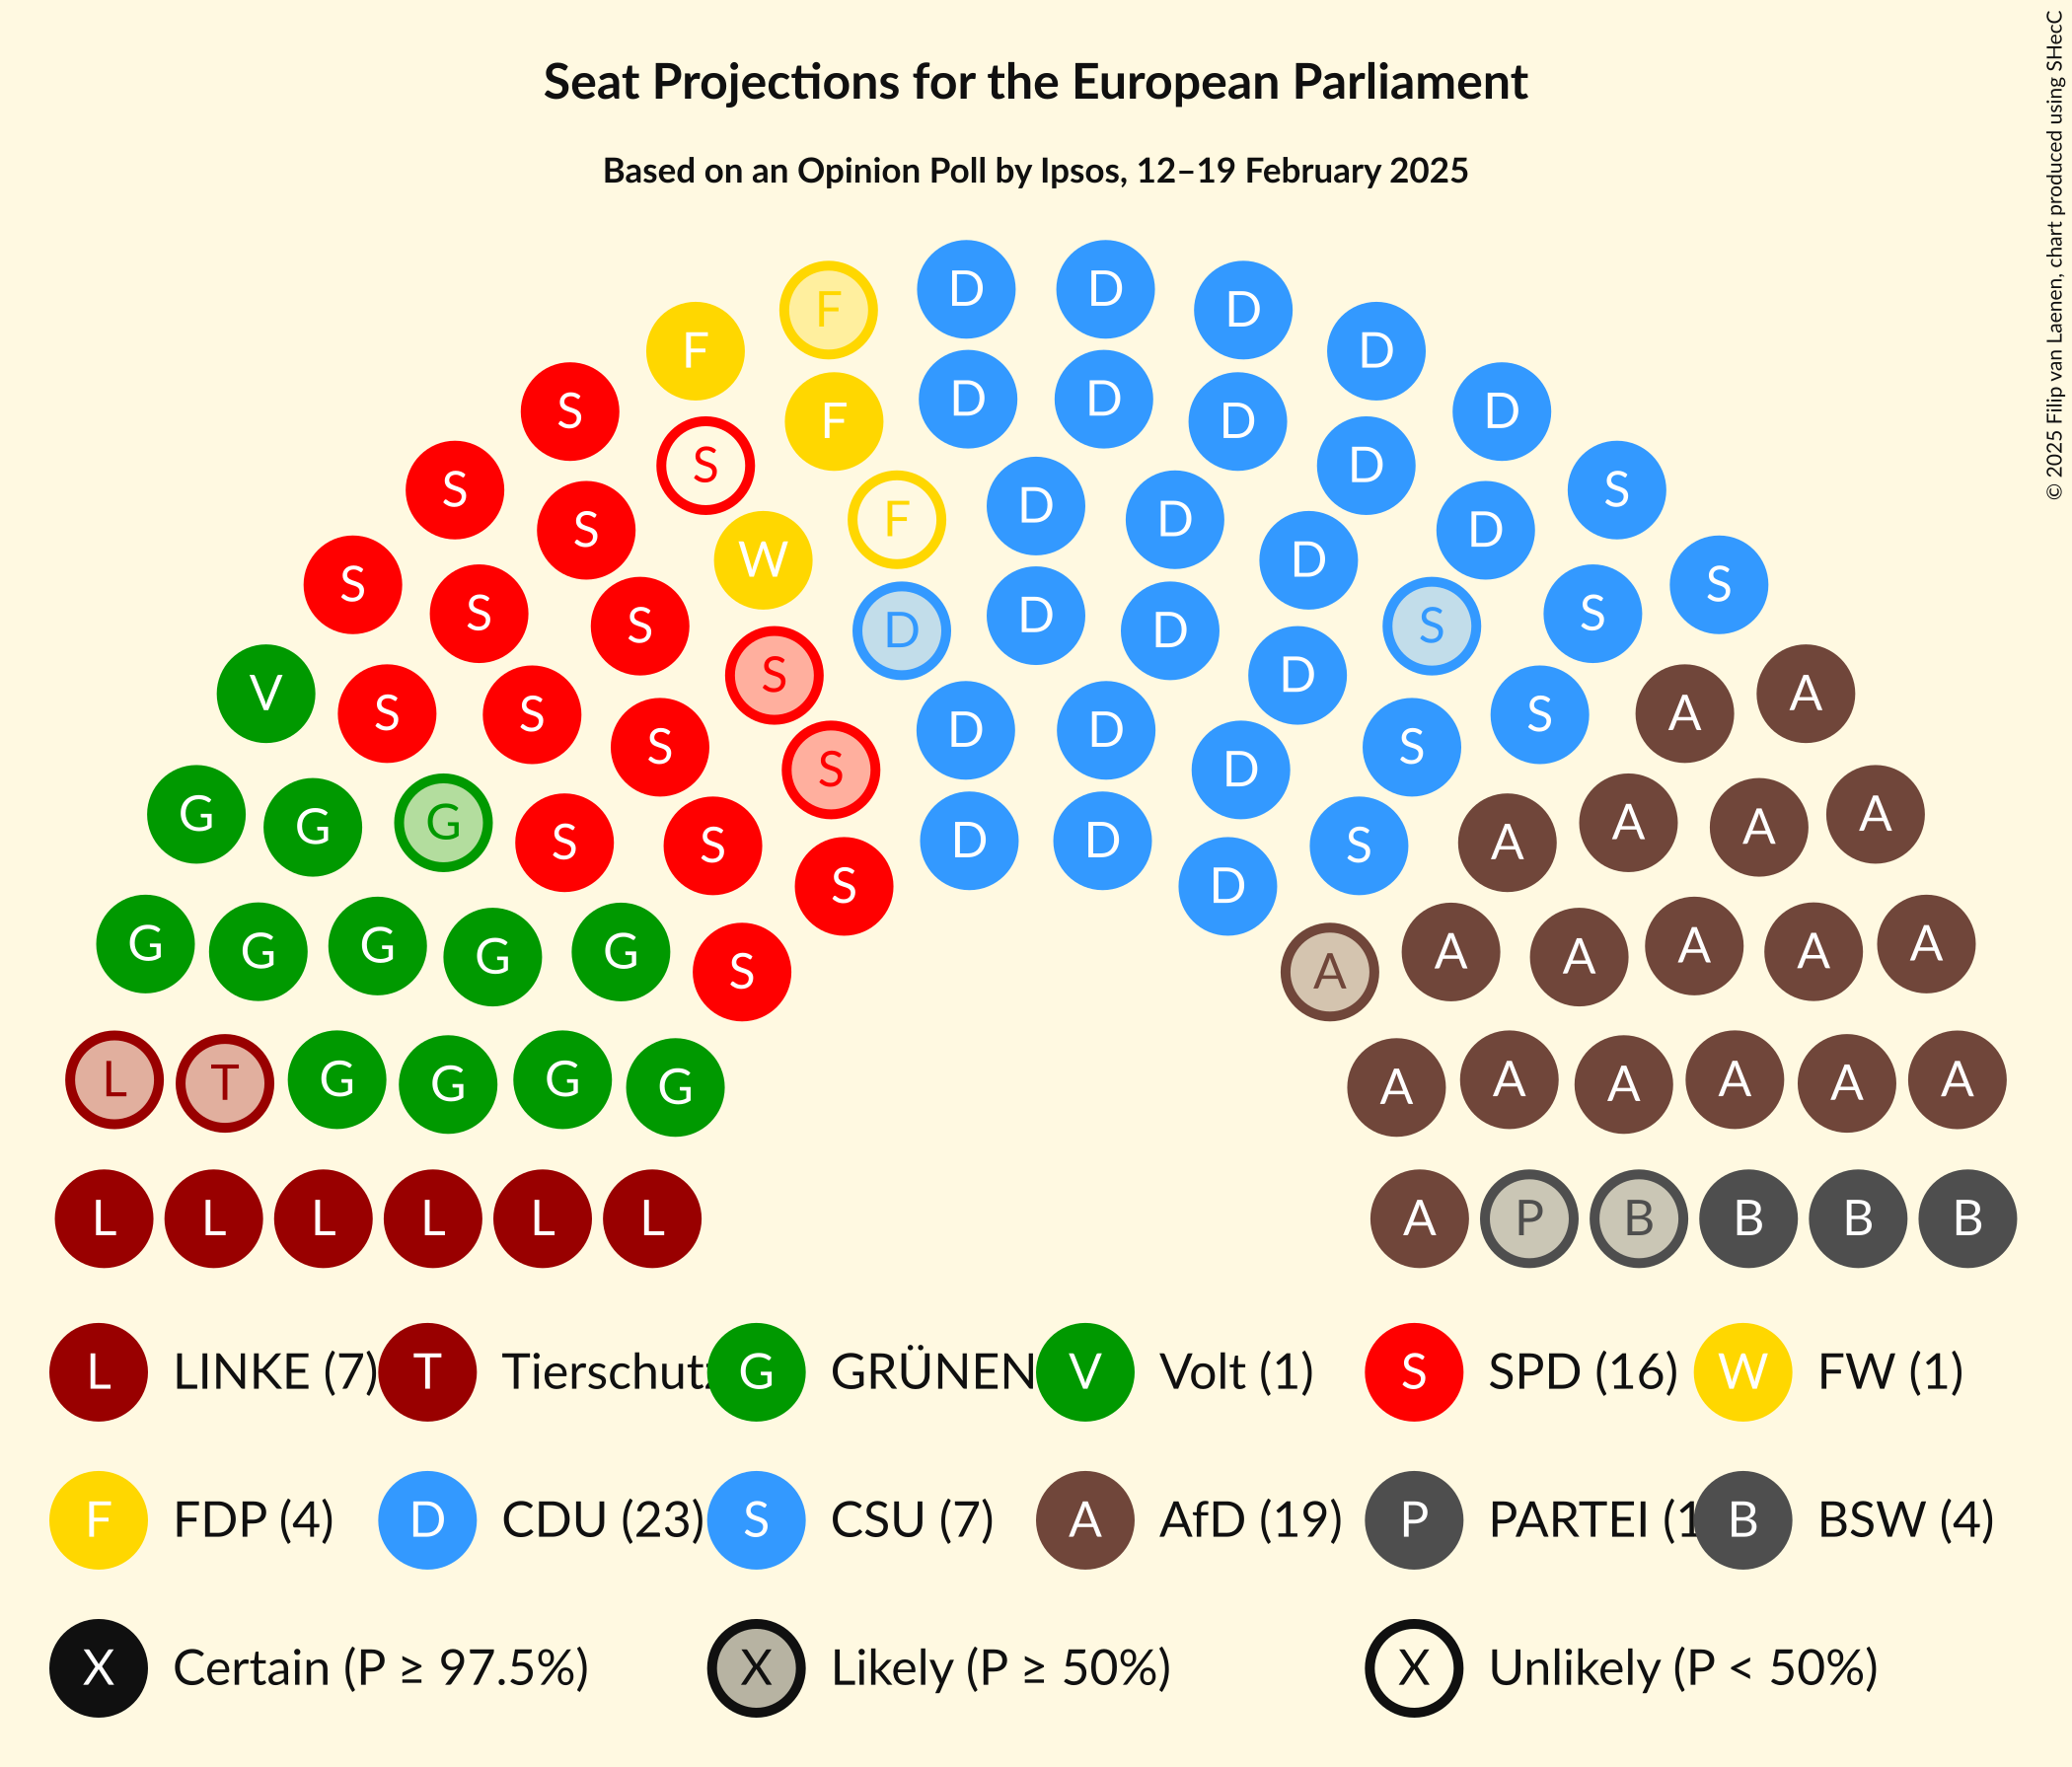 Seat Projections for the European Parliament
Based on an Opinion Poll by Ipsos, 12–19 February 2025
© 2025 Filip van Laenen, chart produced using SHecC
D D
F D
F D
D D
S D
F D
S D
S S
D
F D
S D
W D
S S
S D S
S D D S
S D
V A
S S S A
D D
S S
S D
G A
G G A A
S S D D S A
S D
G G A A
G G G A A A
S A
L T G G G G A A A A A A
L L L L L L A P B B B B
L LINKE (7) T Tierschutz G GRÜNEN V Volt (1) S SPD (16) W FW (1)
F FDP (4) D CDU (23) S CSU (7) A AfD (19) P PARTEI (1 B BSW (4)
X Certain (P ≥ 97.5%) X Likely (P ≥ 50%) X Unlikely (P < 50%)